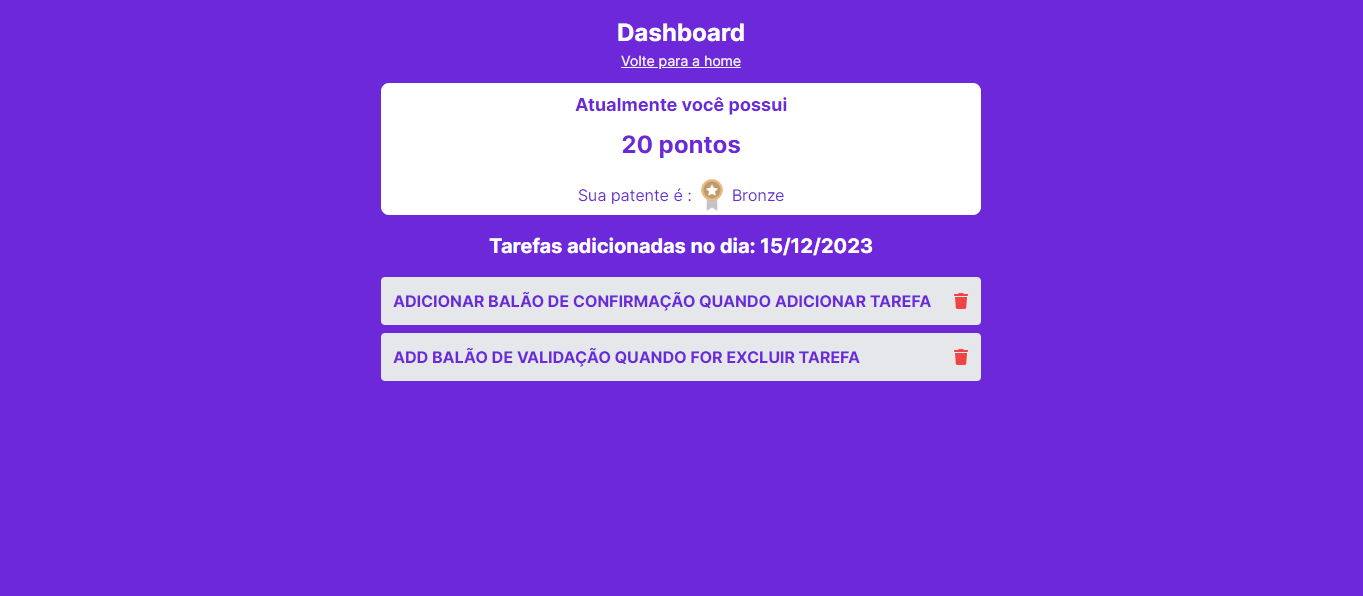 Dashboard
Volte para a home
Atualmente você possui
20 pontos
Sua patente é : Bronze
Tarefas adicionadas no dia: 15/12/2023
ADICIONAR BALÃO DE CONFIRMAÇÃO QUANDO ADICIONAR TAREFA
ADD BALÃO DE VALIDAÇÃO QUANDO FOR EXCLUIR TAREFA